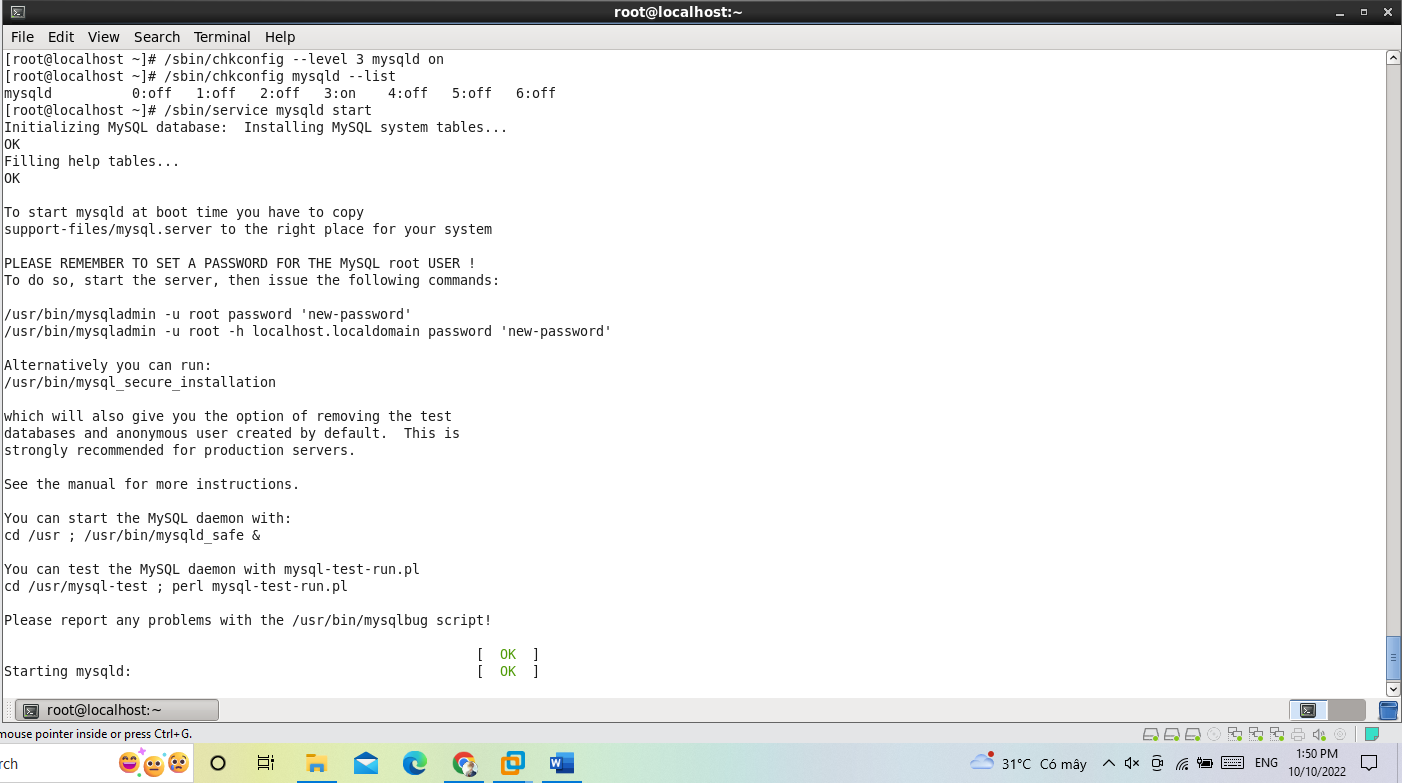 root@localhost:~
File Edit View Search Terminal Help
[root@localhost ~]# /sbin/chkconfig --level 3 mysqld on
[root@localhost ~]# /sbin/chkconfig mysqld --list
mysqld          0:off   1:off   2:off   3:on    4:off   5:off   6:off
[root@localhost ~]# /sbin/service mysqld start
Initializing MySQL database:  Installing MySQL system tables...
OK
Filling help tables...
OK
To start mysqld at boot time you have to copy
support-files/mysql.server to the right place for your system
PLEASE REMEMBER TO SET A PASSWORD FOR THE MySQL root USER !
To do so, start the server, then issue the following commands:
/usr/bin/mysqladmin -u root password 'new-password'
/usr/bin/mysqladmin -u root -h localhost.localdomain password 'new-password'
Alternatively you can run:
/usr/bin/mysql_secure_installation
which will also give you the option of removing the test
databases and anonymous user created by default.  This is
strongly recommended for production servers.
See the manual for more instructions.
You can start the MySQL daemon with:
cd /usr ; /usr/bin/mysqld_safe &
You can test the MySQL daemon with mysql-test-run.pl
cd /usr/mysql-test ; perl mysql-test-run.pl
Please report any problems with the /usr/bin/mysqlbug script!
[  OK  ]
Starting mysqld:                                           [  OK  ]
root@localhost:~
mouse pointer inside or press Ctrl+G.
rch
31°C Có mây
ENG
1:50 PM
10/10/2022